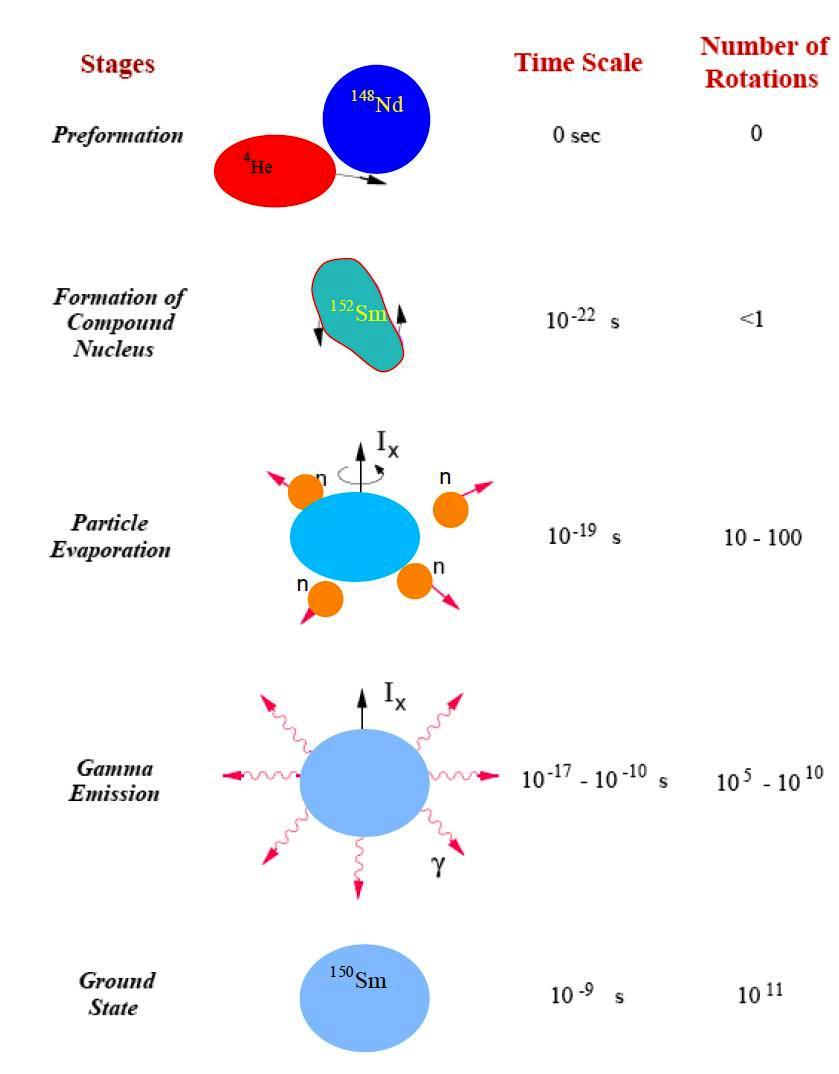 Stages
Time Scale
Number of
Rotations
Preformation
⁴He
¹⁴⁸Nd
0 sec
0
Formation of
Compound
Nucleus
¹⁵²Sm
10⁻²² s
<1
Particle
Evaporation
Iₓ
n
n
n
n
10⁻¹⁹ s
10 - 100
Gamma
Emission
Iₓ
γ
10⁻¹⁷ - 10⁻¹⁰ s
10⁵ - 10¹⁰
Ground
State
¹⁵⁰Sm
10⁻⁹ s
10¹¹